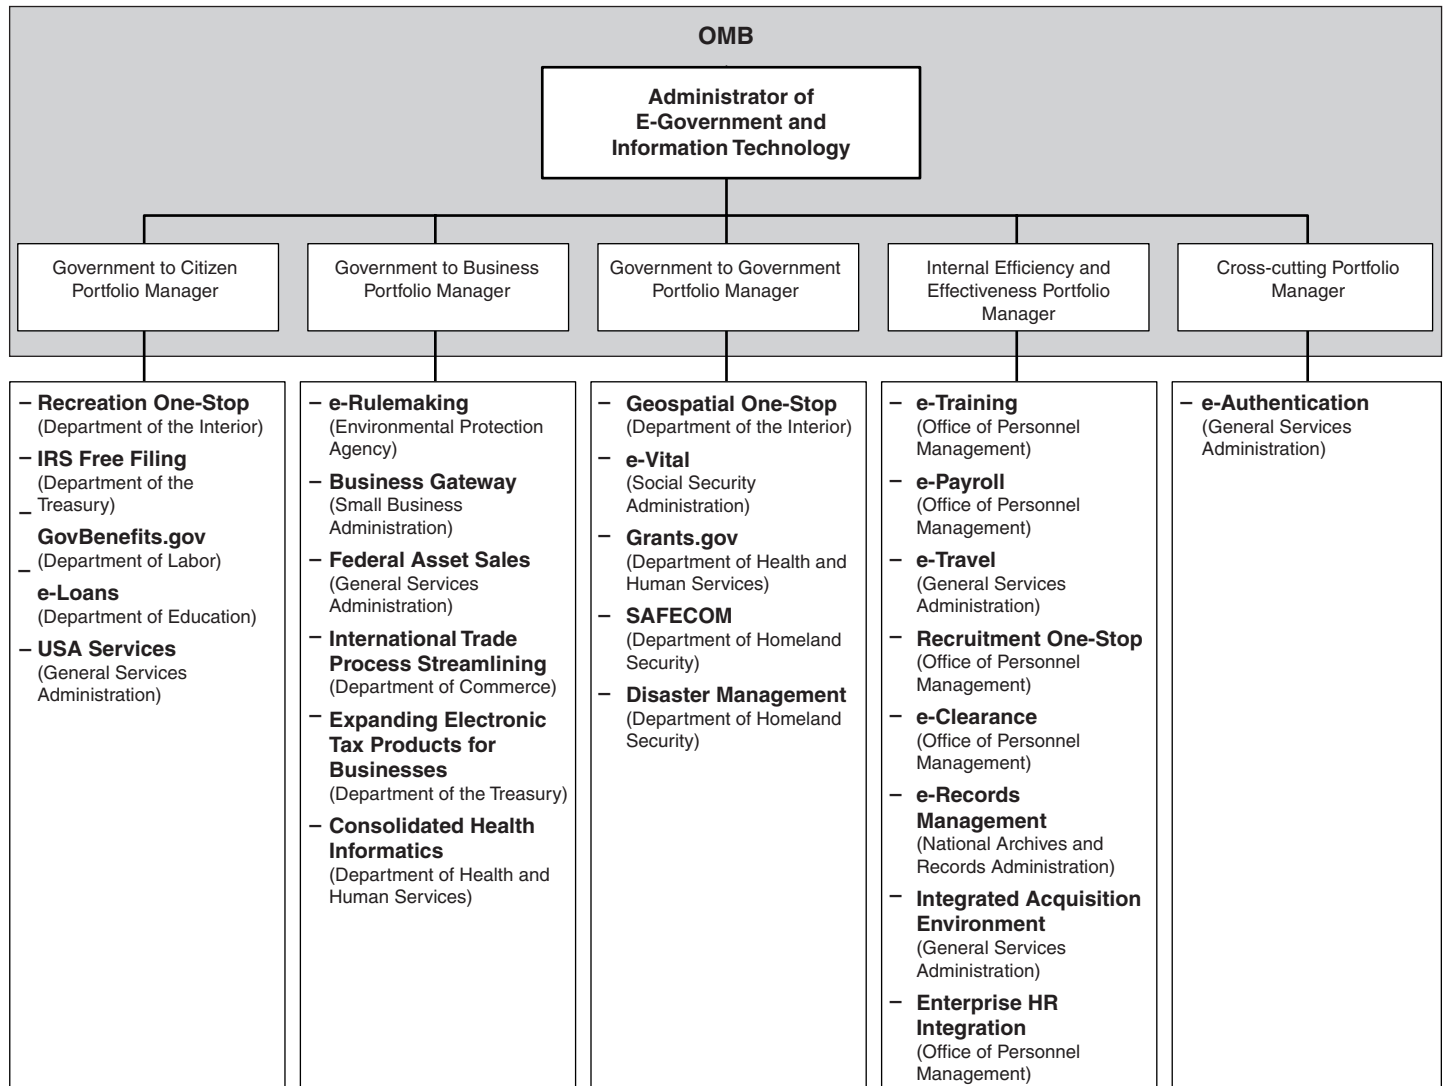 OMB
Administrator of
E-Government and
Information Technology
Government to Citizen
Portfolio Manager
Government to Business
Portfolio Manager
Government to Government
Portfolio Manager
Internal Efficiency and
Effectiveness Portfolio
Manager
Cross-cutting Portfolio
Manager
– Recreation One-Stop
(Department of the Interior)
– IRS Free Filing
(Department of the
Treasury)
–
GovBenefits.gov
(Department of Labor)
–
e-Loans
(Department of Education)
– USA Services
(General Services
Administration)
– e-Rulemaking
(Environmental Protection
Agency)
– Business Gateway
(Small Business
Administration)
– Federal Asset Sales
(General Services
Administration)
– International Trade
Process Streamlining
(Department of Commerce)
– Expanding Electronic
Tax Products for
Businesses
(Department of the Treasury)
– Consolidated Health
Informatics
(Department of Health and
Human Services)
– Geospatial One-Stop
(Department of the Interior)
– e-Vital
(Social Security
Administration)
– Grants.gov
(Department of Health and
Human Services)
– SAFECOM
(Department of Homeland
Security)
– Disaster Management
(Department of Homeland
Security)
– e-Training
(Office of Personnel
Management)
– e-Payroll
(Office of Personnel
Management)
– e-Travel
(General Services
Administration)
– Recruitment One-Stop
(Office of Personnel
Management)
– e-Clearance
(Office of Personnel
Management)
– e-Records
Management
(National Archives and
Records Administration)
– Integrated Acquisition
Environment
(General Services
Administration)
– Enterprise HR
Integration
(Office of Personnel
Management)
– e-Authentication
(General Services
Administration)